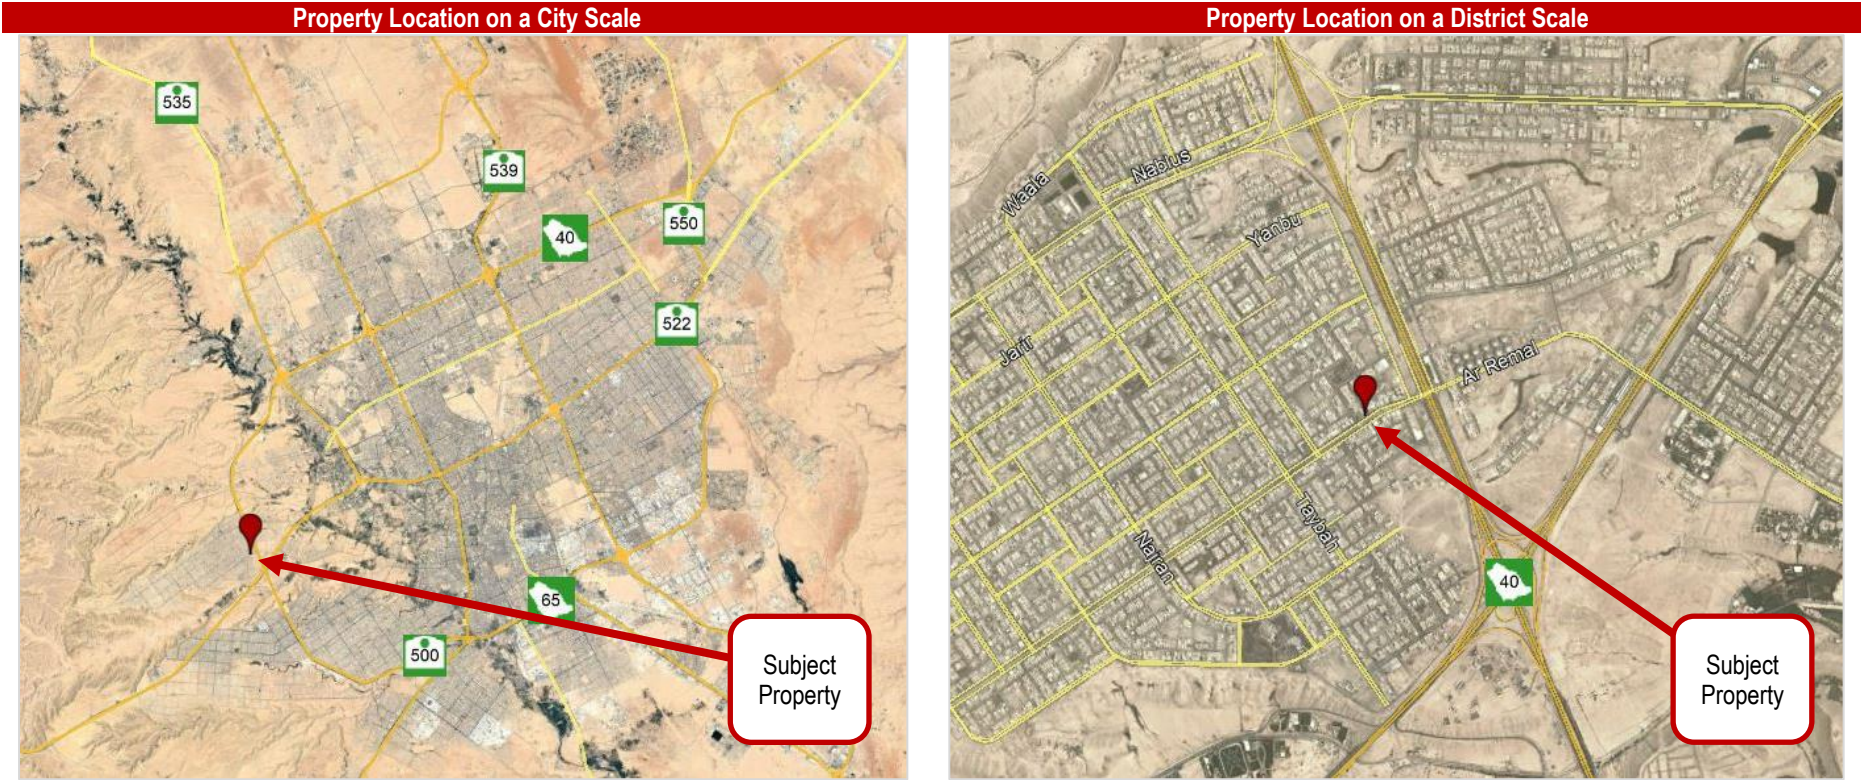 Property Location on a City Scale
Property Location on a District Scale
535
539
40
550
522
65
500
Subject
Property
Waala
Nablus
Yanbu
Jarir
Ar Remal
Taybah
Najran
40
Subject
Property